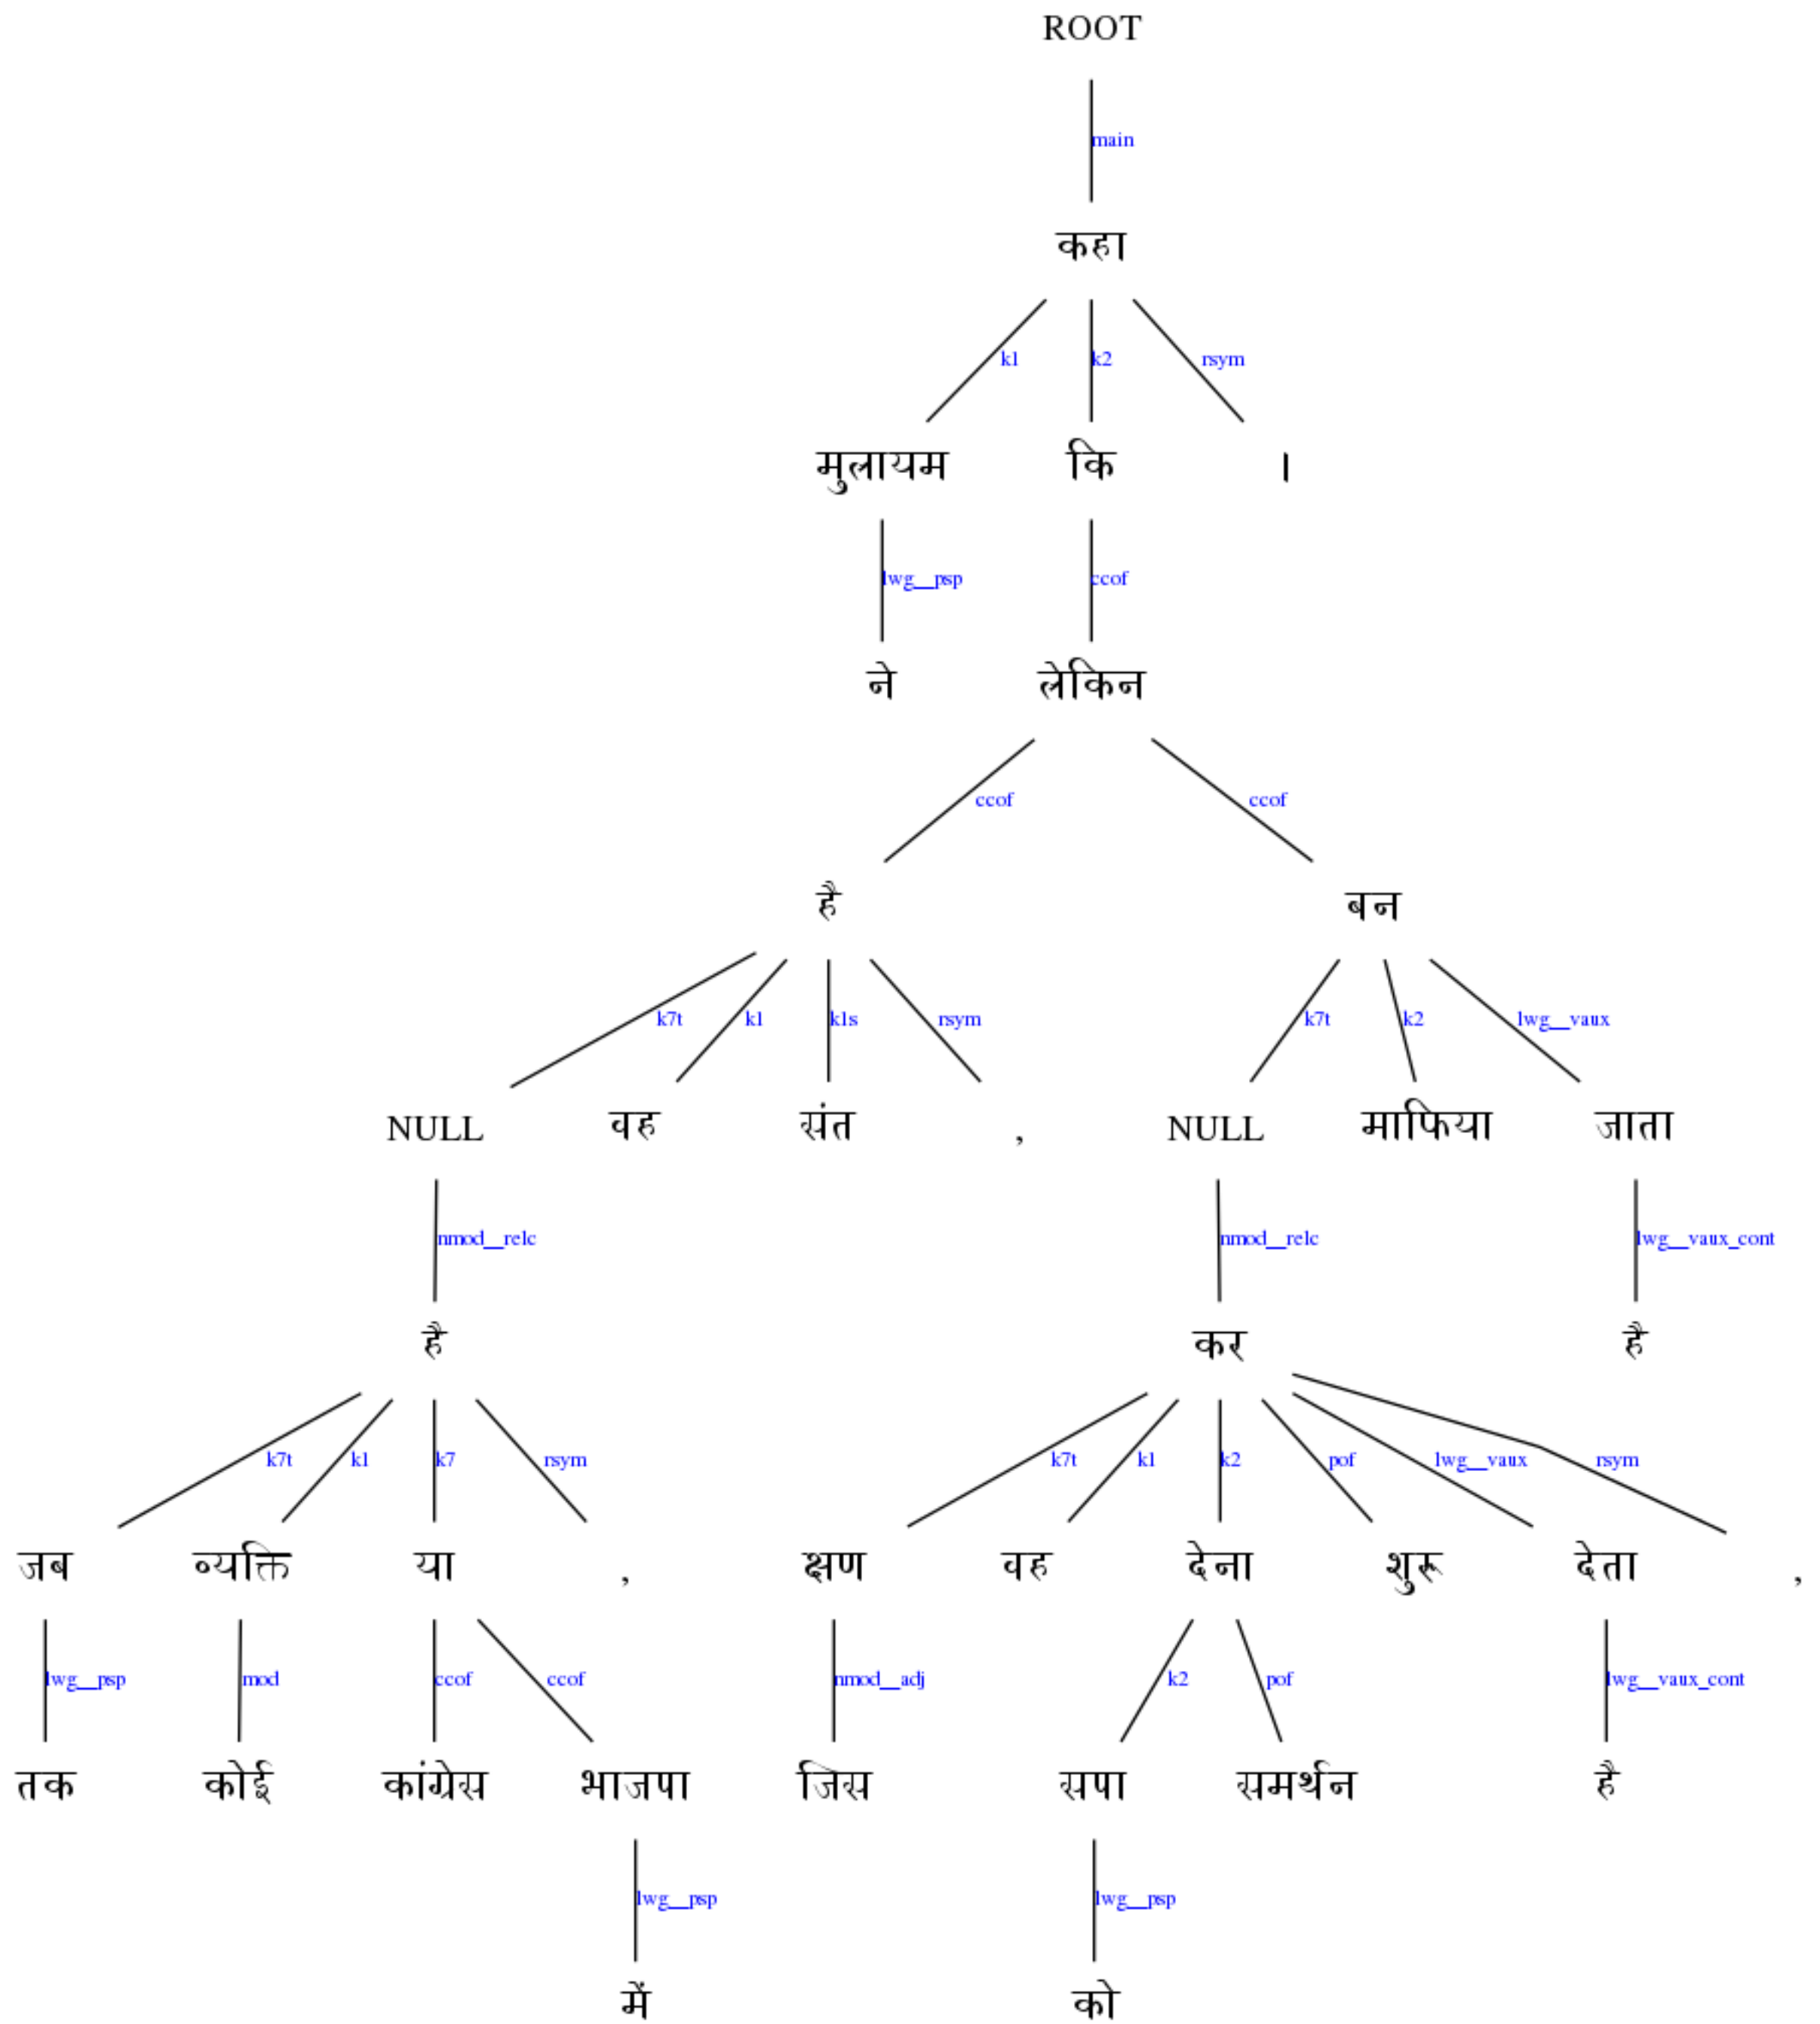 ROOT
main
कहा
k1 k2 rsym
मुलायम कि ।
lwg__psp ccof
ने लेकिन
ccof ccof
है बन
k7t k1 k1s rsym k7t k2 lwg__vaux
NULL वह संत , NULL माफिया जाता
nmod__relc nmod__relc lwg__vaux_cont
है कर है
k7t k1 k7 rsym k7t k1 k2 pof lwg__vaux rsym
जब व्यक्ति या , क्षण वह देना शुरू देता ,
lwg__psp mod ccof ccof nmod__adj k2 pof lwg__vaux_cont
तक कोई कांग्रेस भाजपा जिस सपा समर्थन है
lwg__psp lwg__psp
में को